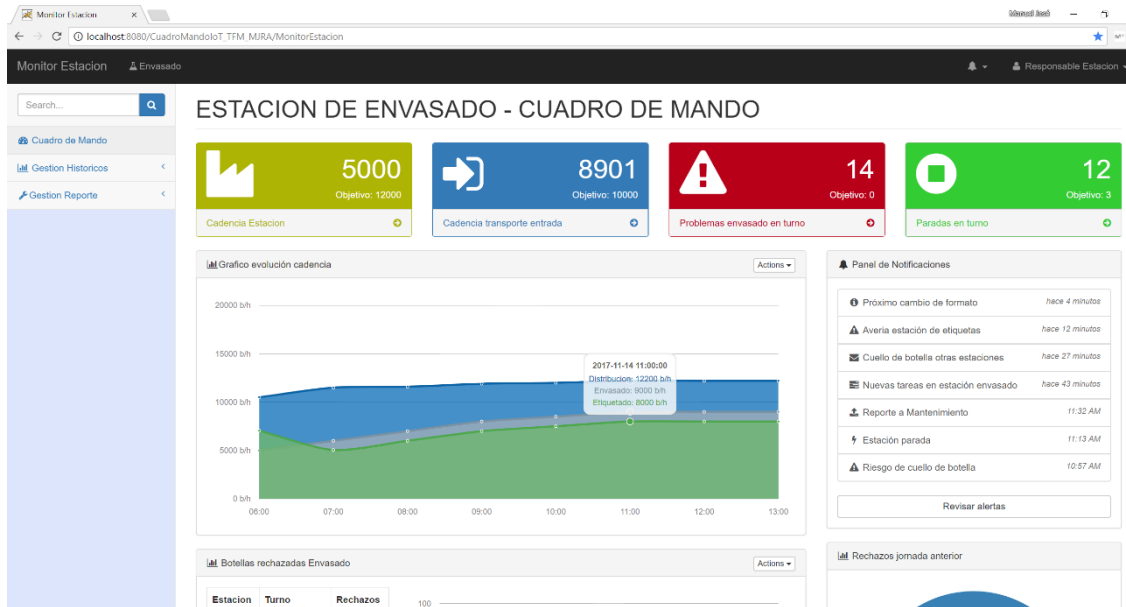 Monitor Estacion
Manuel José
localhost:8080/CuadroMandoIoT_TFM_MJRA/MonitorEstacion
Monitor Estacion
Envasado
Responsable Estacion
Search...
Cuadro de Mando
Gestion Historicos
Gestion Reporte
ESTACION DE ENVASADO - CUADRO DE MANDO
5000
Objetivo: 12000
Cadencia Estacion
8901
Objetivo: 10000
Cadencia transporte entrada
14
Objetivo: 0
Problemas envasado en turno
12
Objetivo: 3
Paradas en turno
Grafico evolución cadencia
Actions
20000 b/h
15000 b/h
10000 b/h
5000 b/h
0 b/h
06:00 07:00 08:00 09:00 10:00 11:00 12:00 13:00
2017-11-14 11:00:00
Distribucion: 12200 b/h
Envasado: 9000 b/h
Etiquetado: 8000 b/h
Panel de Notificaciones
Próximo cambio de formato hace 4 minutos
Averia estación de etiquetas hace 12 minutos
Cuello de botella otras estaciones hace 27 minutos
Nuevas tareas en estación envasado hace 43 minutos
Reporte a Mantenimiento 11:32 AM
Estación parada 11:13 AM
Riesgo de cuello de botella 10:57 AM
Revisar alertas
Botellas rechazadas Envasado
Actions
Estacion Turno Rechazos
100
Rechazos jornada anterior